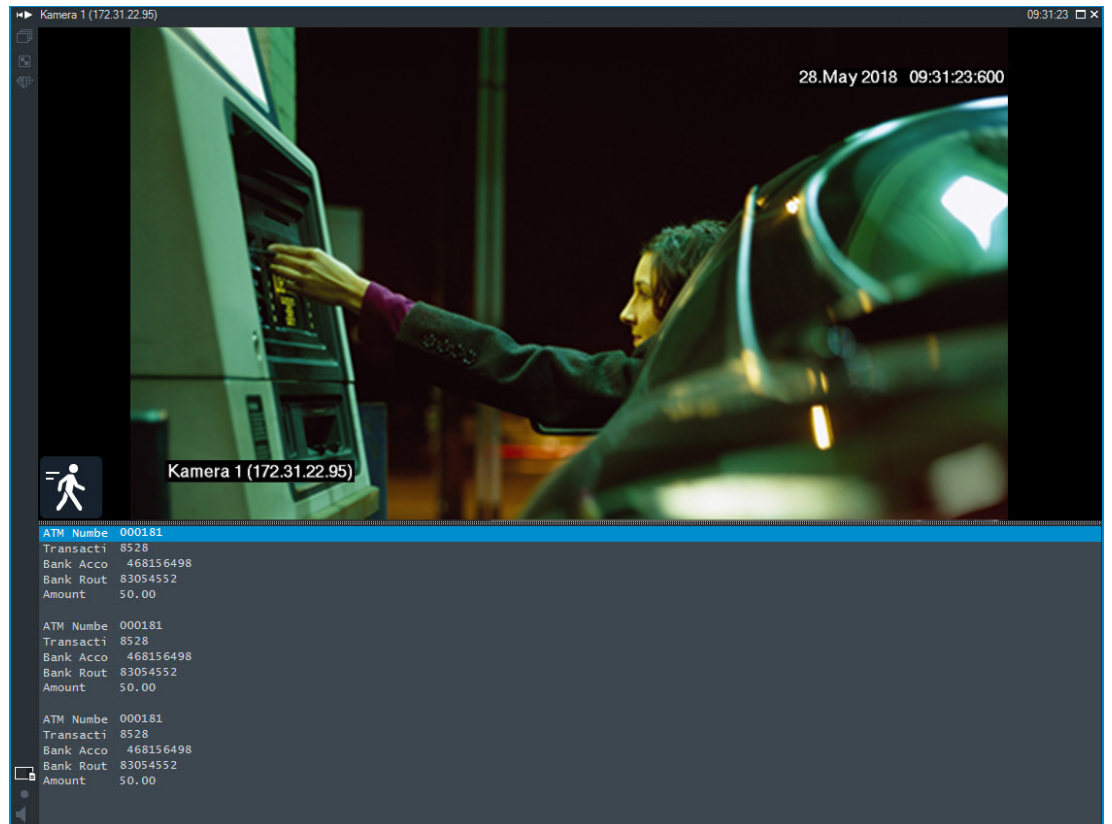 Kamera 1 (172.31.22.95) 09:31:23
28.May 2018 09:31:23:600
Kamera 1 (172.31.22.95)
ATM Numbe 000181
Transacti 8528
Bank Acco 468156498
Bank Rout 83054552
Amount 50.00
ATM Numbe 000181
Transacti 8528
Bank Acco 468156498
Bank Rout 83054552
Amount 50.00
ATM Numbe 000181
Transacti 8528
Bank Acco 468156498
Bank Rout 83054552
Amount 50.00